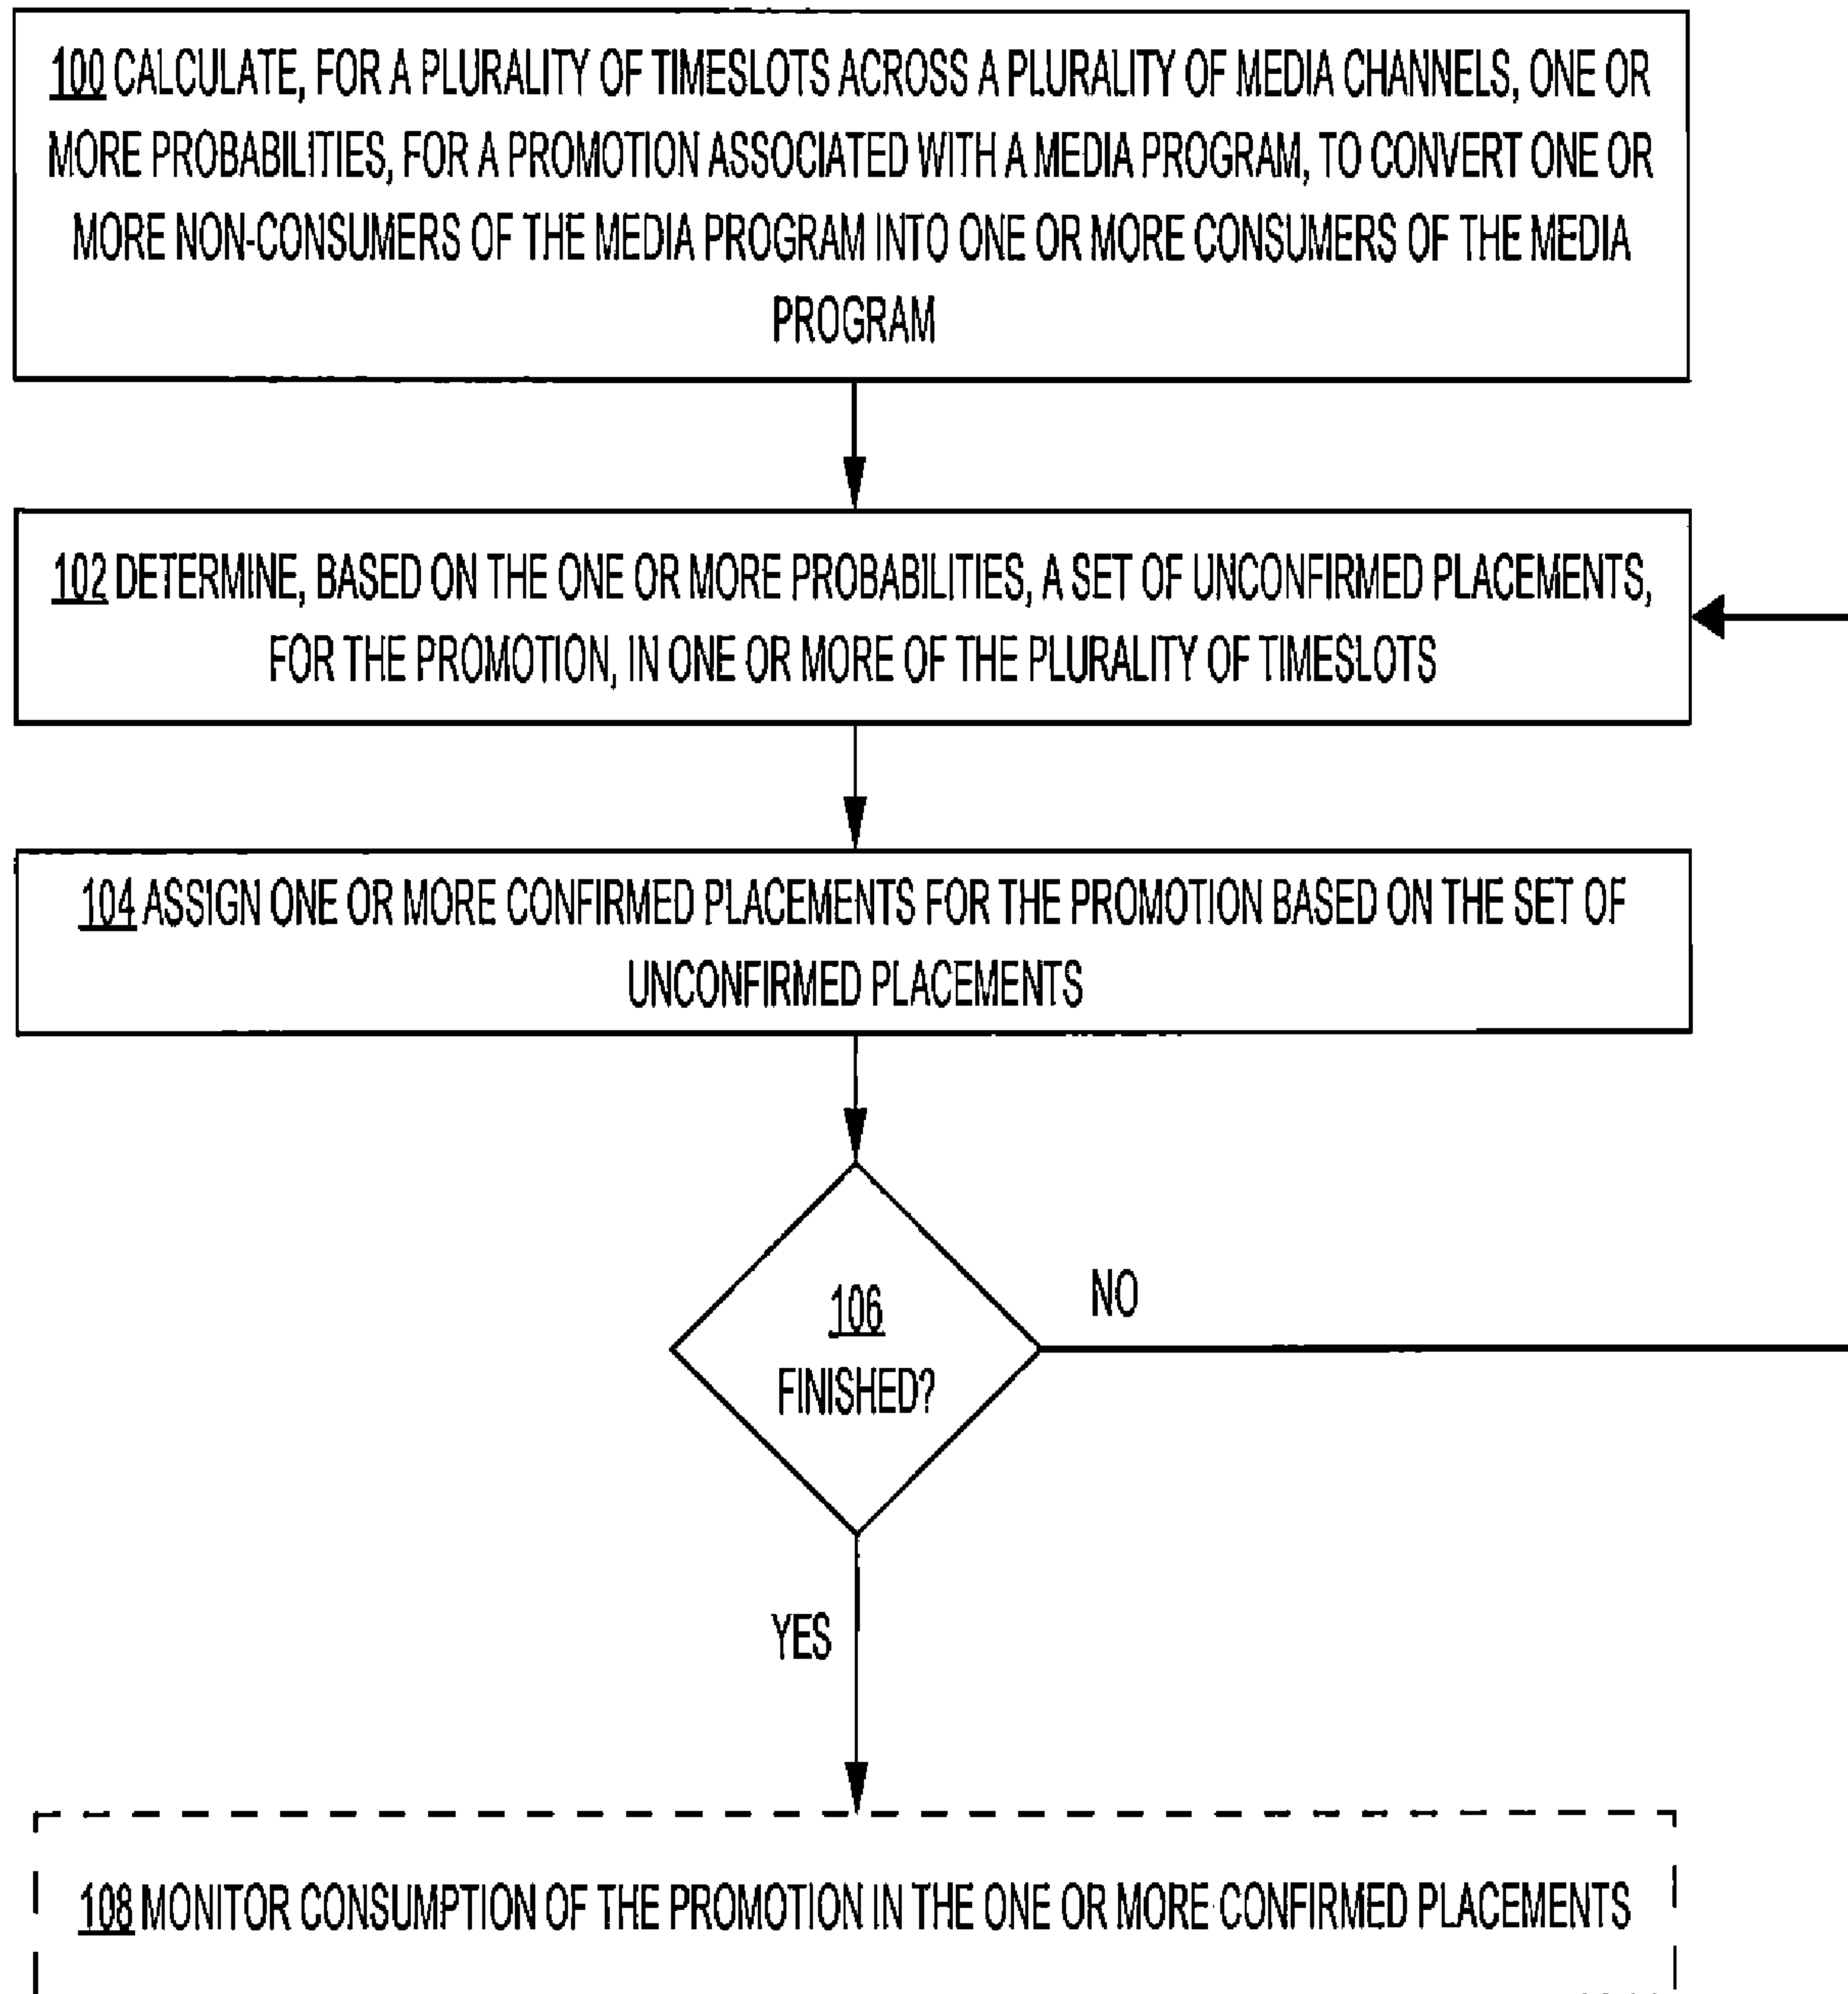 100 CALCULATE, FOR A PLURALITY OF TIMESLOTS ACROSS A PLURALITY OF MEDIA CHANNELS, ONE OR
MORE PROBABILITIES, FOR A PROMOTION ASSOCIATED WITH A MEDIA PROGRAM, TO CONVERT ONE OR
MORE NON-CONSUMERS OF THE MEDIA PROGRAM INTO ONE OR MORE CONSUMERS OF THE MEDIA
PROGRAM
102 DETERMINE, BASED ON THE ONE OR MORE PROBABILITIES, A SET OF UNCONFIRMED PLACEMENTS,
FOR THE PROMOTION, IN ONE OR MORE OF THE PLURALITY OF TIMESLOTS
104 ASSIGN ONE OR MORE CONFIRMED PLACEMENTS FOR THE PROMOTION BASED ON THE SET OF
UNCONFIRMED PLACEMENTS
106
FINISHED?
NO
YES
108 MONITOR CONSUMPTION OF THE PROMOTION IN THE ONE OR MORE CONFIRMED PLACEMENTS